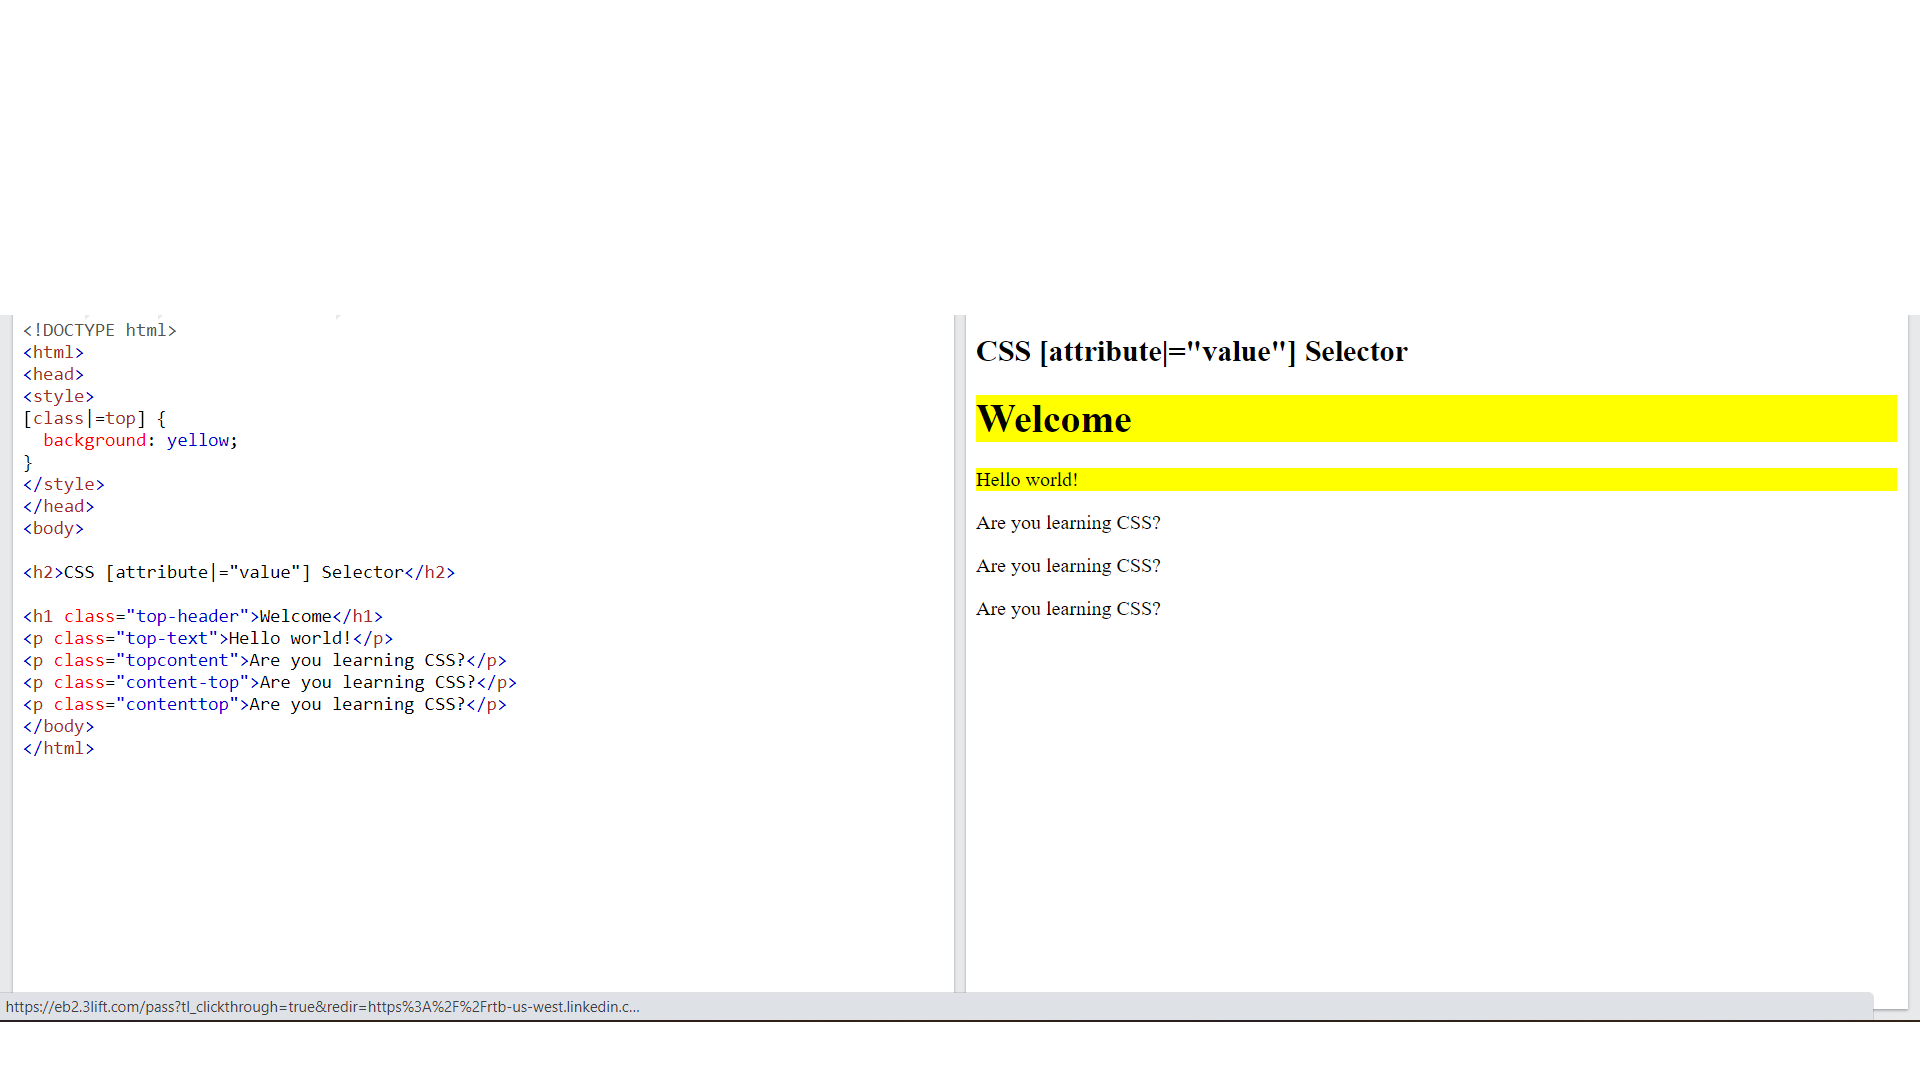 <!DOCTYPE html>
<html>
<head>
<style>
[class|=top] {
  background: yellow;
}
</style>
</head>
<body>
<h2>CSS [attribute|="value"] Selector</h2>
<h1 class="top-header">Welcome</h1>
<p class="top-text">Hello world!</p>
<p class="topcontent">Are you learning CSS?</p>
<p class="content-top">Are you learning CSS?</p>
<p class="contenttop">Are you learning CSS?</p>
</body>
</html>
CSS [attribute|="value"] Selector
Welcome
Hello world!
Are you learning CSS?
Are you learning CSS?
Are you learning CSS?
https://eb2.3lift.com/pass?tl_clickthrough=true&redir=https%3A%2F%2Frtb-us-west.linkedin.c...